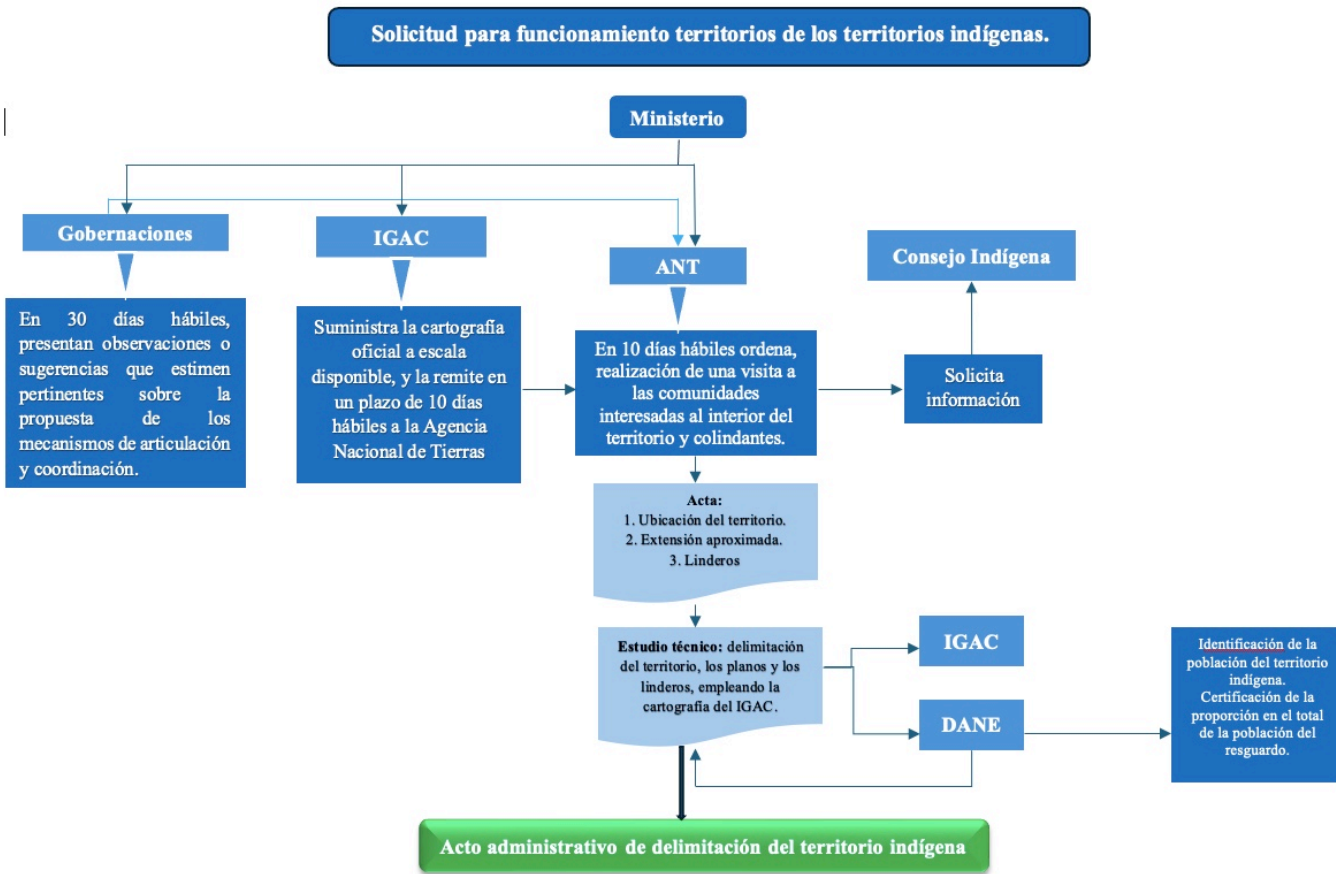 Solicitud para funcionamiento territorios de los territorios indígenas.
Ministerio
Gobernaciones
IGAC
ANT
Consejo Indígena
En 30 días hábiles,
presentan observaciones o
sugerencias que estimen
pertinentes sobre la
propuesta de los
mecanismos de articulación
y coordinación.
Suministra la cartografía
oficial a escala
disponible, y la remite en
un plazo de 10 días
hábiles a la Agencia
Nacional de Tierras
En 10 días hábiles ordena,
realización de una visita a
las comunidades
interesadas al interior del
territorio y colindantes.
Solicita
información
Acta:
1. Ubicación del territorio.
2. Extensión aproximada.
3. Linderos
Estudio técnico: delimitación
del territorio, los planos y los
linderos, empleando la
cartografía del IGAC.
IGAC
DANE
Identificación de la
población del territorio
indígena.
Certificación de la
proporción en el total
de la población del
resguardo.
Acto administrativo de delimitación del territorio indígena